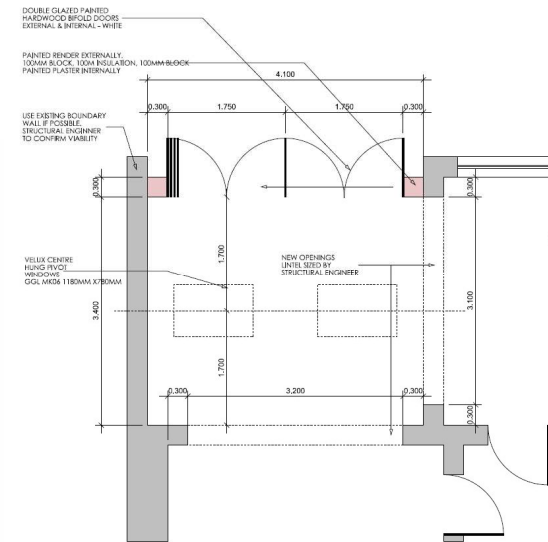 DOUBLE GLAZED PAINTED
HARDWOOD BIFOLD DOORS
EXTERNAL & INTERNAL - WHITE
PAINTED RENDER EXTERNALLY.
100MM BLOCK, 100M INSULATION, 100MM BLOCK
PAINTED PLASTER INTERNALLY
4.100
0.300
1.750
1.750
0.300
USE EXISTING BOUNDARY
WALL IF POSSIBLE.
STRUCTURAL ENGINNER
TO CONFIRM VIABILITY
0.300
0.300
VELUX CENTRE
HUNG PIVOT
WINDOWS
GGL MK06 1180MM X780MM
1.700
NEW OPENINGS
LINTEL SIZED BY
STRUCTURAL ENGINEER
3.400
3.100
1.700
0.300
3.200
0.300
0.300